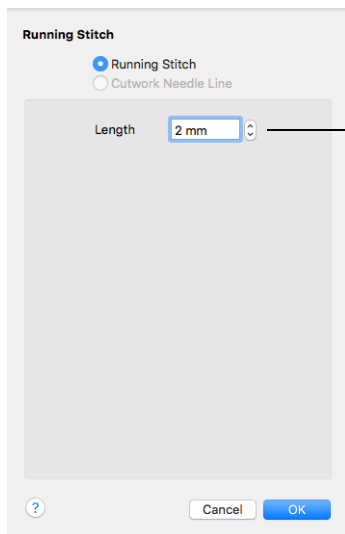 Running Stitch
Running Stitch
Cutwork Needle Line
Length 2 mm
? Cancel OK